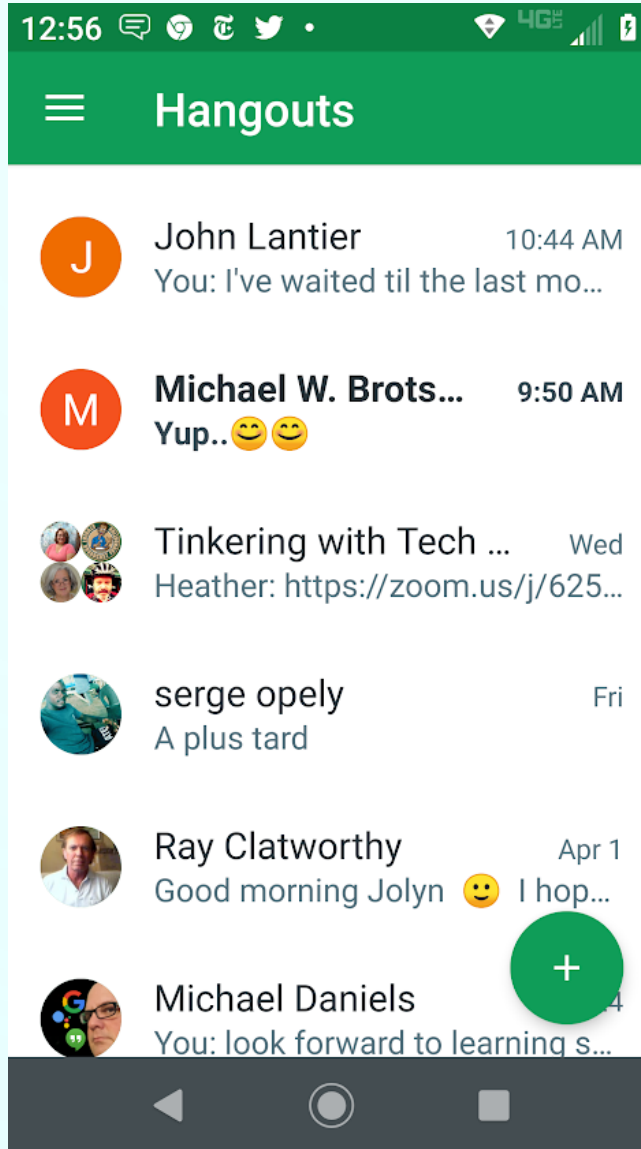 12:56 4G LTE
Hangouts
J
John Lantier 10:44 AM
You: I've waited til the last mo...
M
Michael W. Brots... 9:50 AM
Yup..😊😊
Tinkering with Tech ... Wed
Heather: https://zoom.us/j/625...
serge opely Fri
A plus tard
Ray Clatworthy Apr 1
Good morning Jolyn 🙂 I hop...
Michael Daniels
You: look forward to learning s...